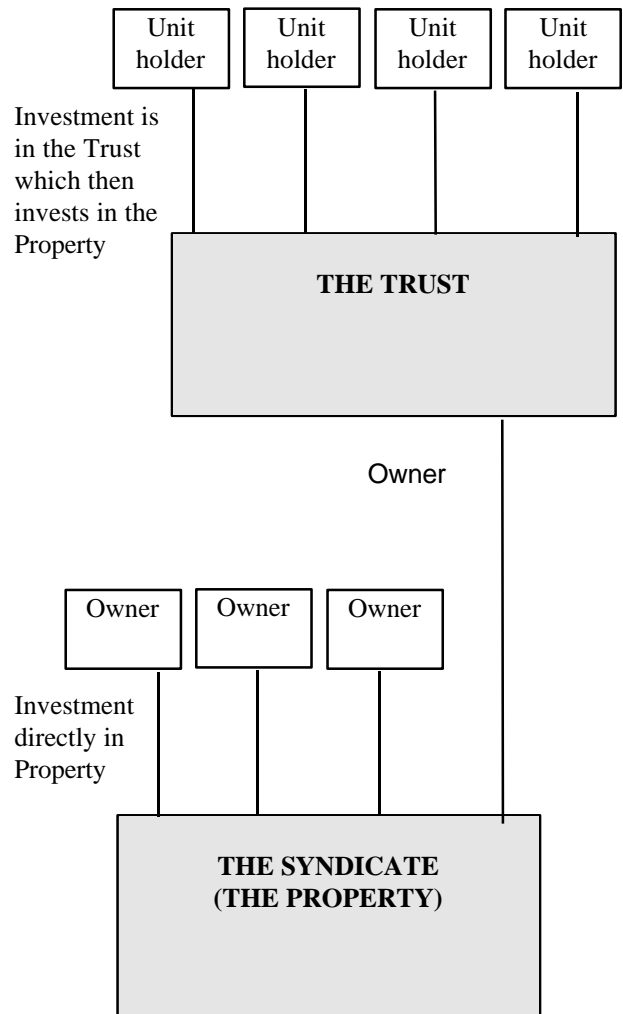 Unit
holder
Unit
holder
Unit
holder
Unit
holder
Investment is
in the Trust
which then
invests in the
Property
THE TRUST
Owner
Owner
Owner
Owner
Investment
directly in
Property
THE SYNDICATE
(THE PROPERTY)